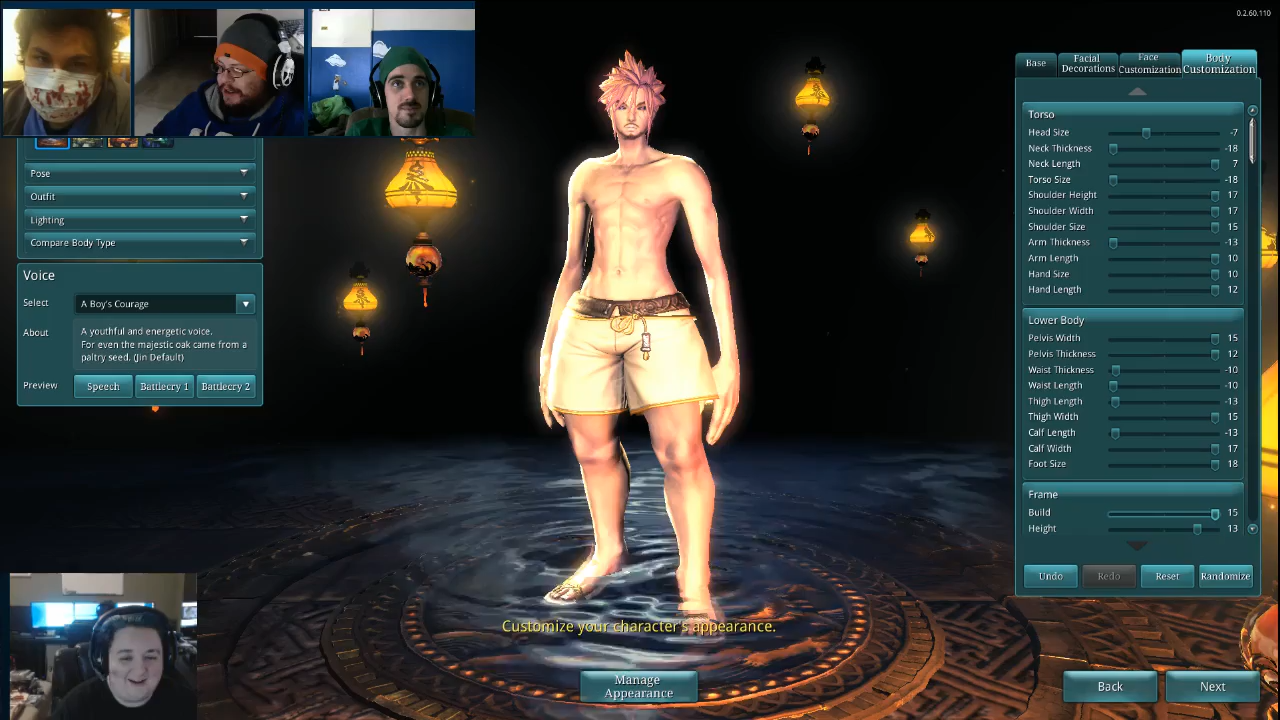 0.2.60.110
Base
Facial
Decorations
Face
Customization
Body
Customization
Pose
Outfit
Lighting
Compare Body Type
Voice
Select
A Boy's Courage
About
A youthful and energetic voice.
For even the majestic oak came from a
paltry seed. (Jin Default)
Preview
Speech
Battlecry 1
Battlecry 2
Torso
Head Size -7
Neck Thickness -18
Neck Length 7
Torso Size -18
Shoulder Height 17
Shoulder Width 17
Shoulder Size 15
Arm Thickness -13
Arm Length 10
Hand Size 10
Hand Length 12
Lower Body
Pelvis Width 15
Pelvis Thickness 12
Waist Thickness -10
Waist Length -10
Thigh Length -13
Thigh Width 15
Calf Length -13
Calf Width 17
Foot Size 18
Frame
Build 15
Height 13
Undo
Redo
Reset
Randomize
Customize your character's appearance.
Manage
Appearance
Back
Next